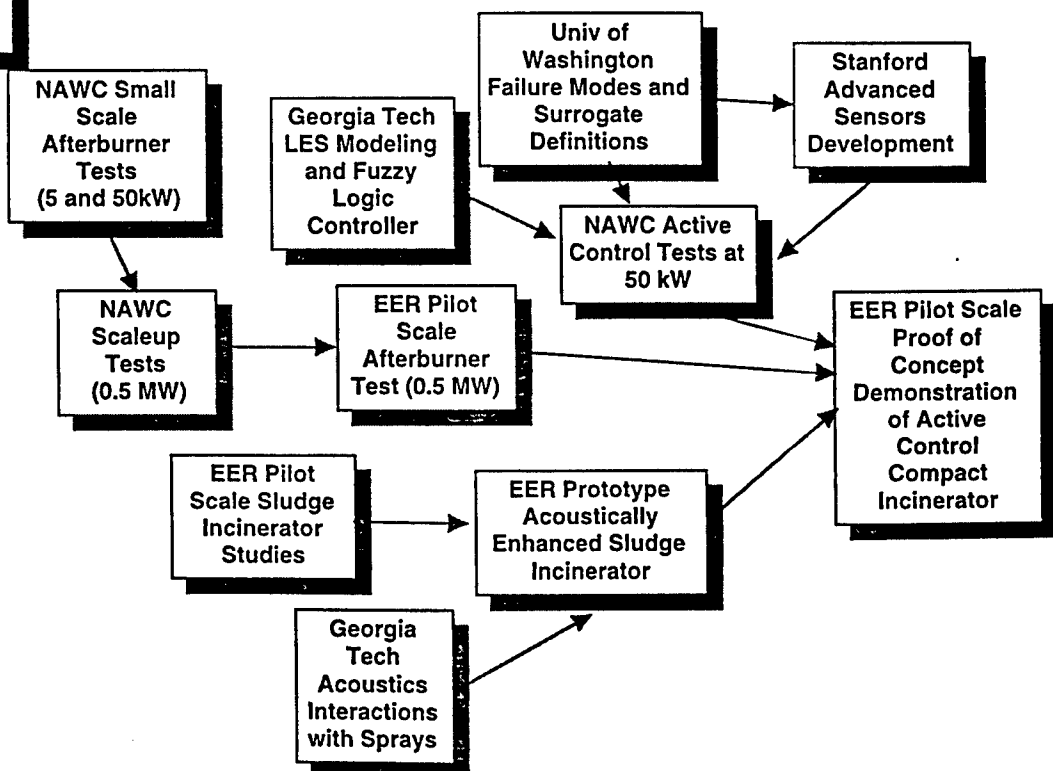 NAWC Small
Scale
Afterburner
Tests
(5 and 50kW)
Georgia Tech
LES Modeling
and Fuzzy
Logic
Controller
Univ of
Washington
Failure Modes and
Surrogate
Definitions
Stanford
Advanced
Sensors
Development
NAWC Active
Control Tests at
50 kW
NAWC
Scaleup
Tests
(0.5 MW)
EER Pilot
Scale
Afterburner
Test (0.5 MW)
EER Pilot Scale
Proof of
Concept
Demonstration
of Active
Control
Compact
Incinerator
EER Pilot
Scale Sludge
Incinerator
Studies
EER Prototype
Acoustically
Enhanced Sludge
Incinerator
Georgia
Tech
Acoustics
Interactions
with Sprays